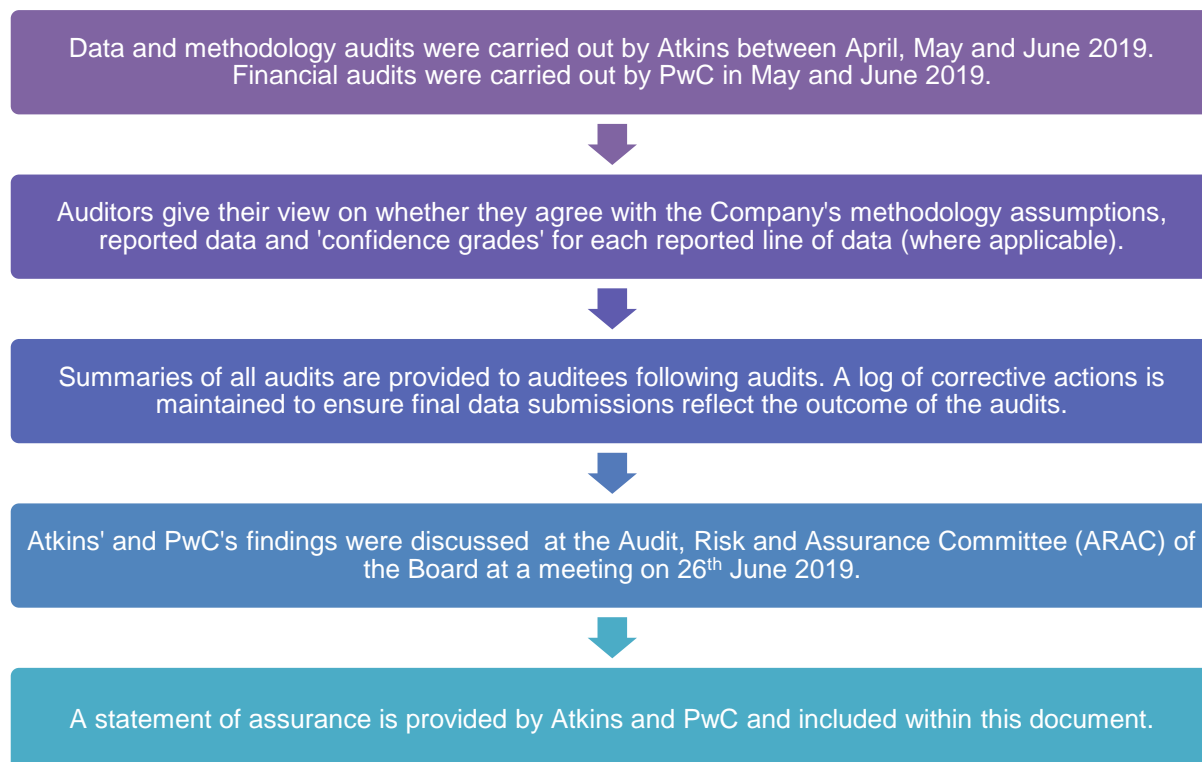 Data and methodology audits were carried out by Atkins between April, May and June 2019.
Financial audits were carried out by PwC in May and June 2019.
Auditors give their view on whether they agree with the Company's methodology assumptions,
reported data and 'confidence grades' for each reported line of data (where applicable).
Summaries of all audits are provided to auditees following audits. A log of corrective actions is
maintained to ensure final data submissions reflect the outcome of the audits.
Atkins' and PwC's findings were discussed at the Audit, Risk and Assurance Committee (ARAC) of
the Board at a meeting on 26th June 2019.
A statement of assurance is provided by Atkins and PwC and included within this document.